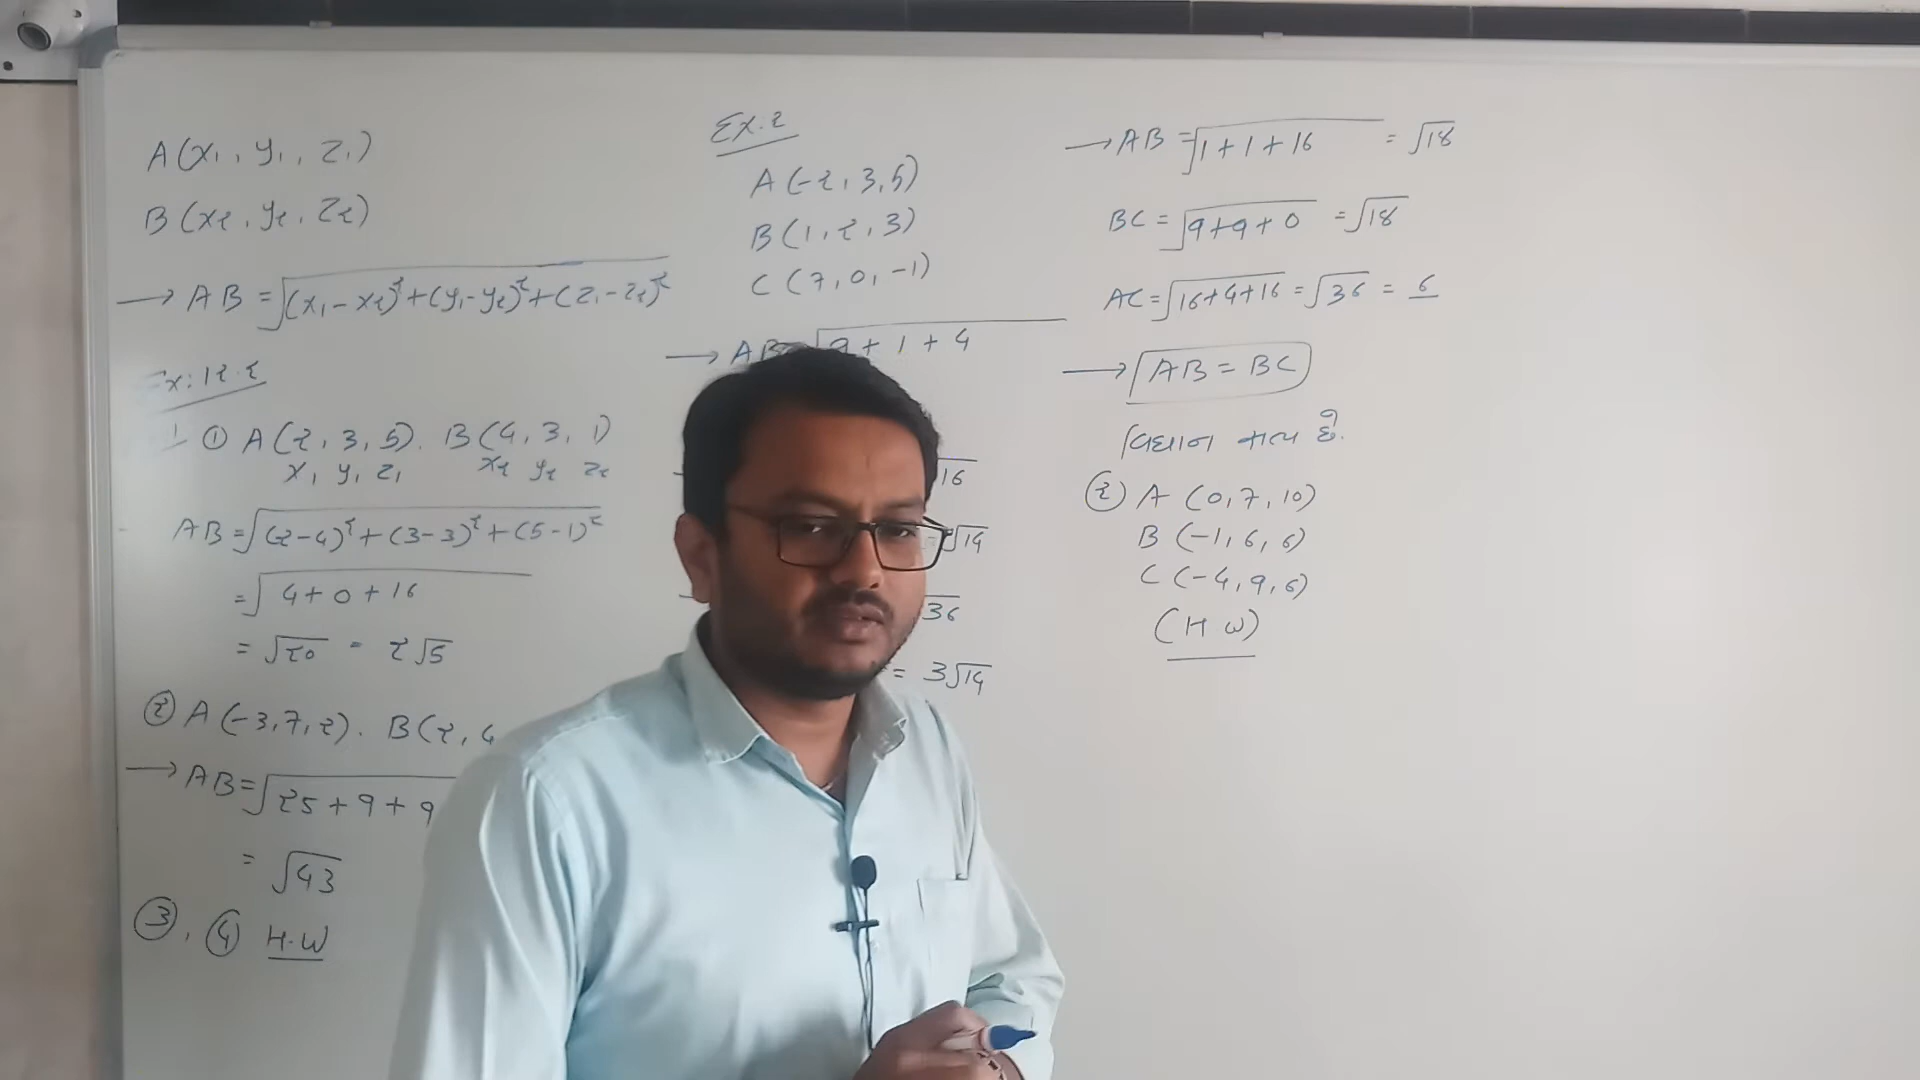 A(x₁, y₁, z₁)
B(x₂, y₂, z₂)
→ AB = √(x₁-x₂)²+(y₁-y₂)²+(z₁-z₂)²
Ex:12.2
1 ① A(2,3,5). B(4,3,1)
x₁ y₁ z₁ x₂ y₂ z₂
AB=√(2-4)²+(3-3)²+(5-1)²
=√4+0+16
= √20 = 2√5
② A(-3,7,2). B(2,4
→ AB=√25+9+9
= √43
③, ④ H.W
Ex.2
A(-2,3,5)
B(1,2,3)
C(7,0,-1)
→ AB=√9+1+4
16
√14
36
= 3√14
→ AB =√1+1+16 = √18
BC=√9+9+0 =√18
AC=√16+4+16=√36 = 6
→ AB = BC
વિધાન સત્ય છે.
② A (0,7,10)
B (-1,6,6)
C (-4,9,6)
(H W)